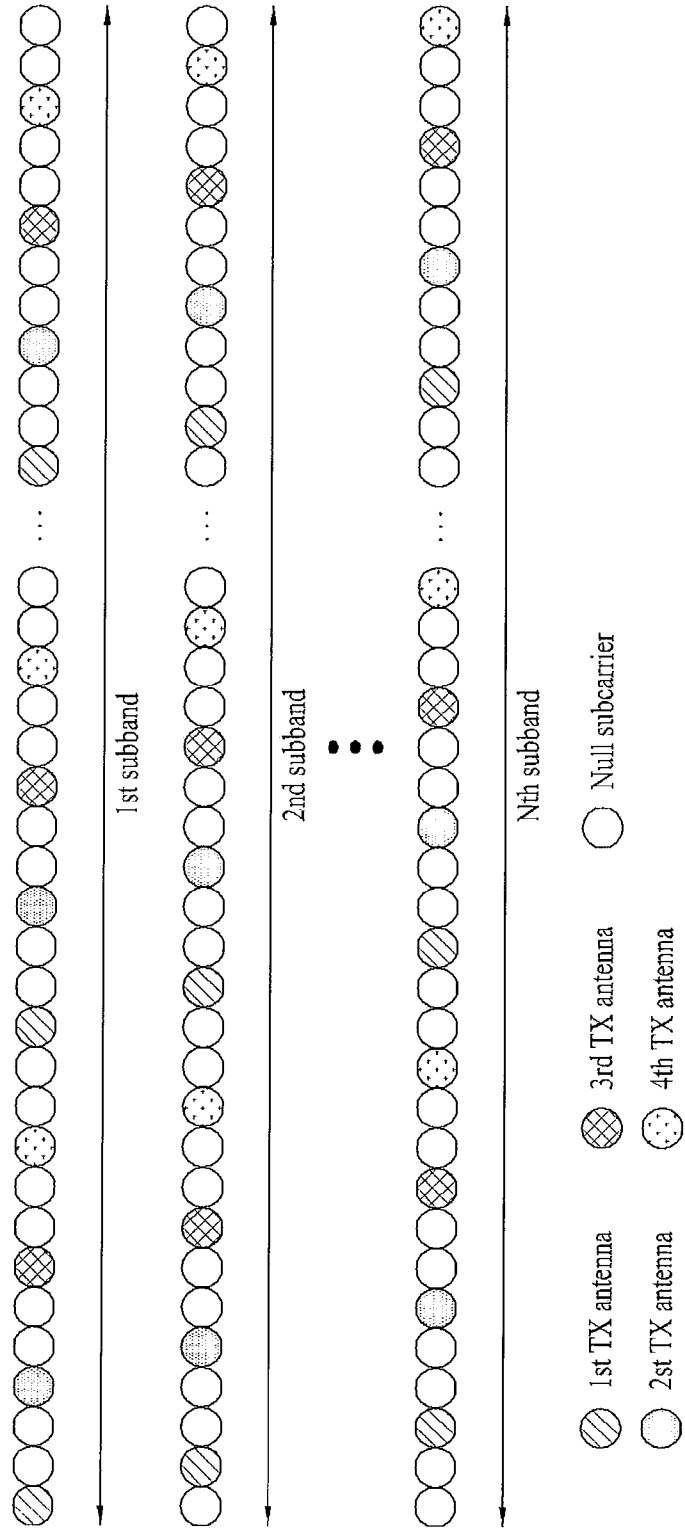 1st subband
2nd subband
Nth subband
1st TX antenna
3rd TX antenna
Null subcarrier
2st TX antenna
4th TX antenna